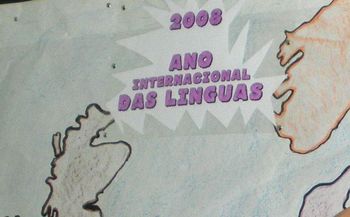 2008
ANO
INTERNACIONAL
DAS LINGUAS